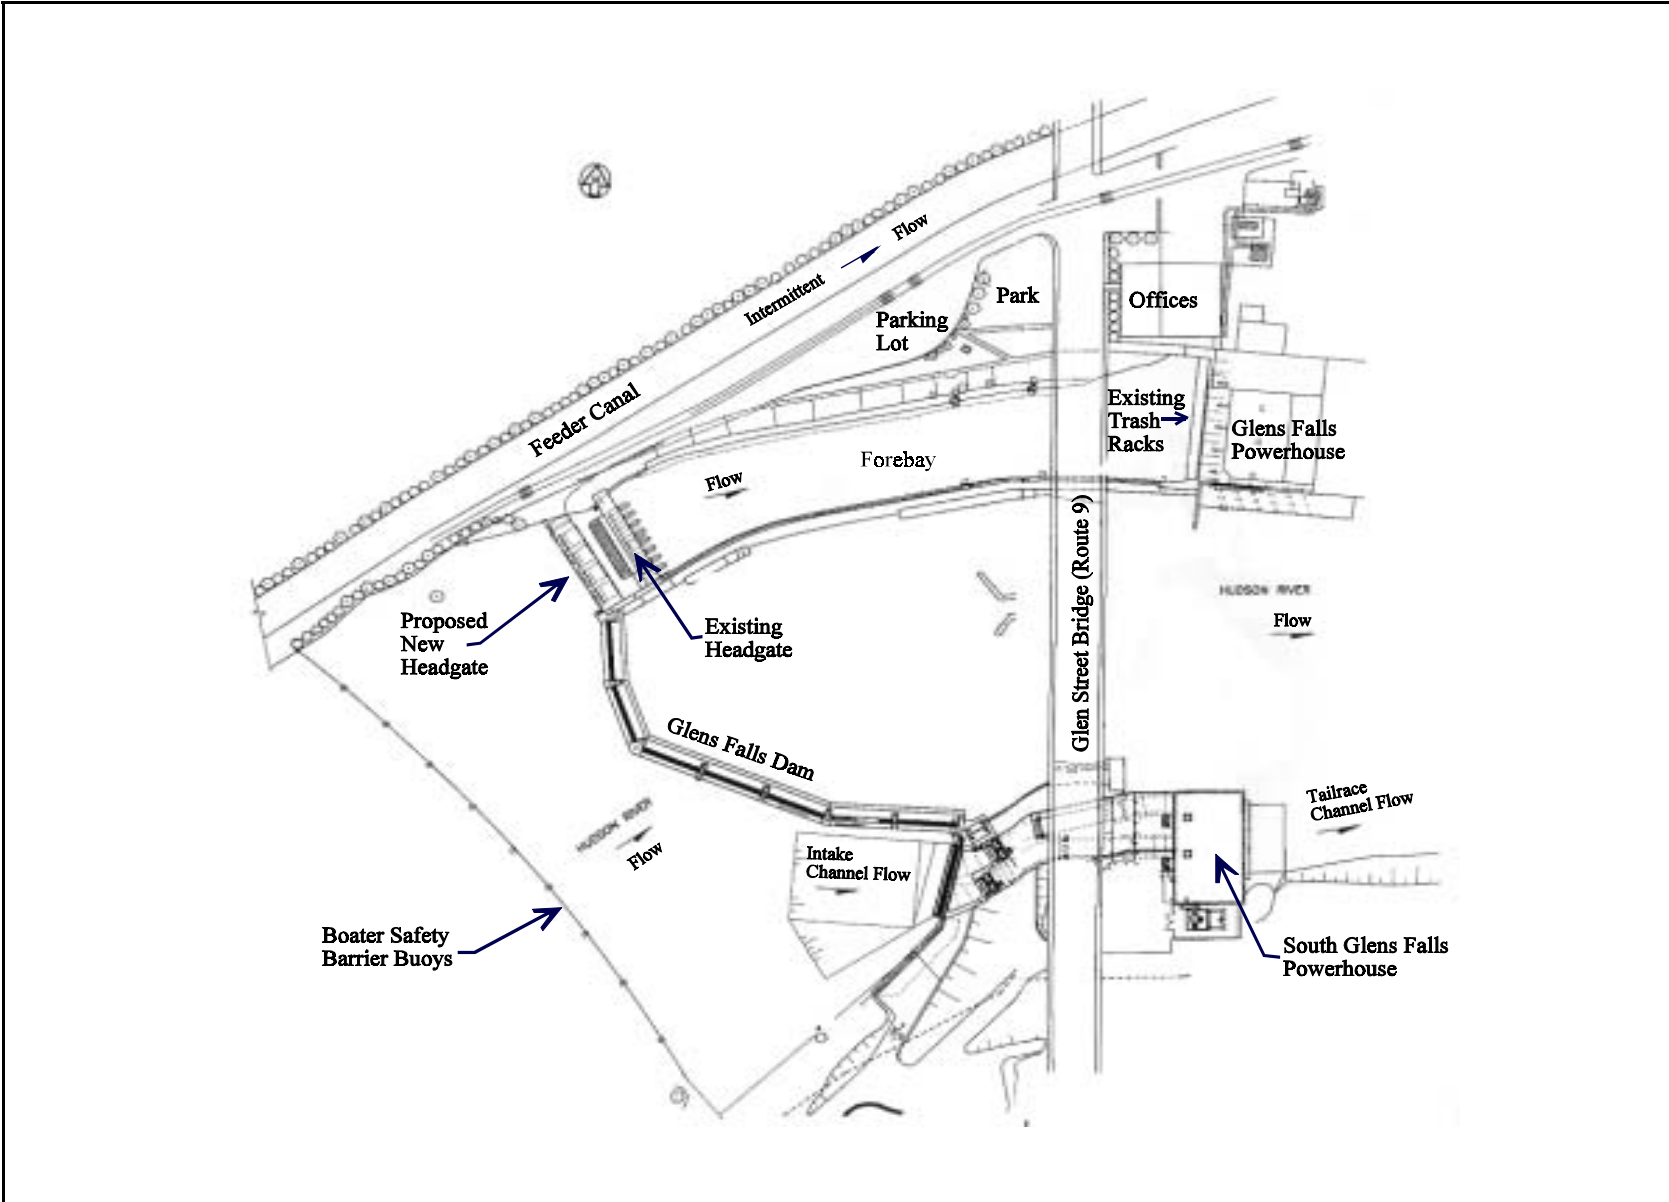 Flow
Intermittent
Park
Offices
Parking
Lot
Feeder Canal
Existing
Trash
Racks
Glens Falls
Powerhouse
Forebay
Flow
Glen Street Bridge (Route 9)
HUDSON RIVER
Flow
Proposed
New
Headgate
Existing
Headgate
Glens Falls Dam
HUDSON RIVER
Flow
Intake
Channel Flow
Tailrace
Channel Flow
Boater Safety
Barrier Buoys
South Glens Falls
Powerhouse